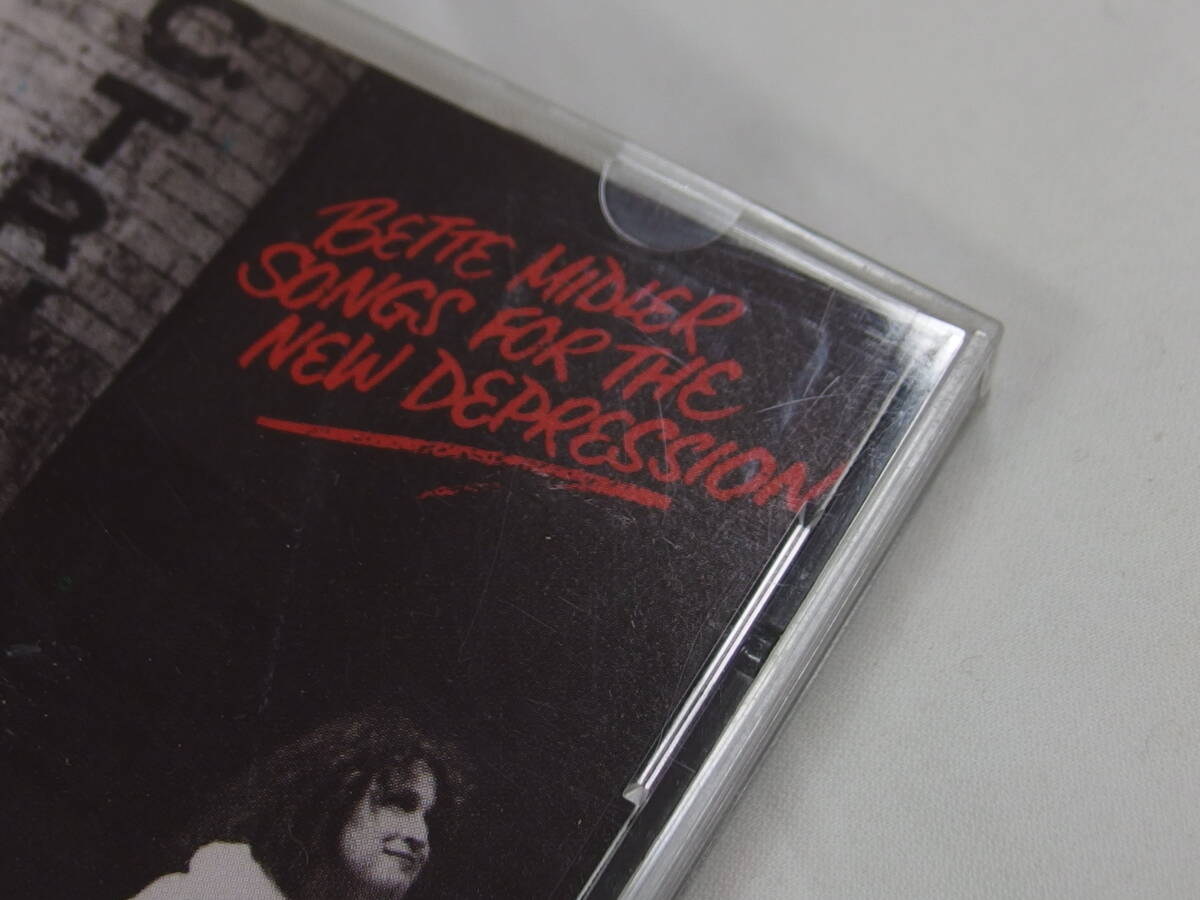 C
T
R
BETTE MIDLER
SONGS FOR THE
NEW DEPRESSION